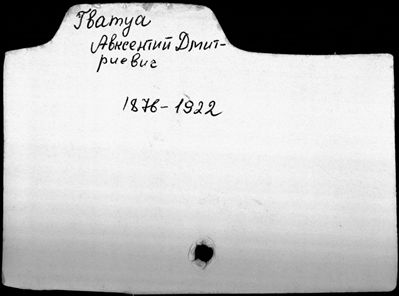 Гватуа
Авксентий Дмит-
риевич
1876-1922